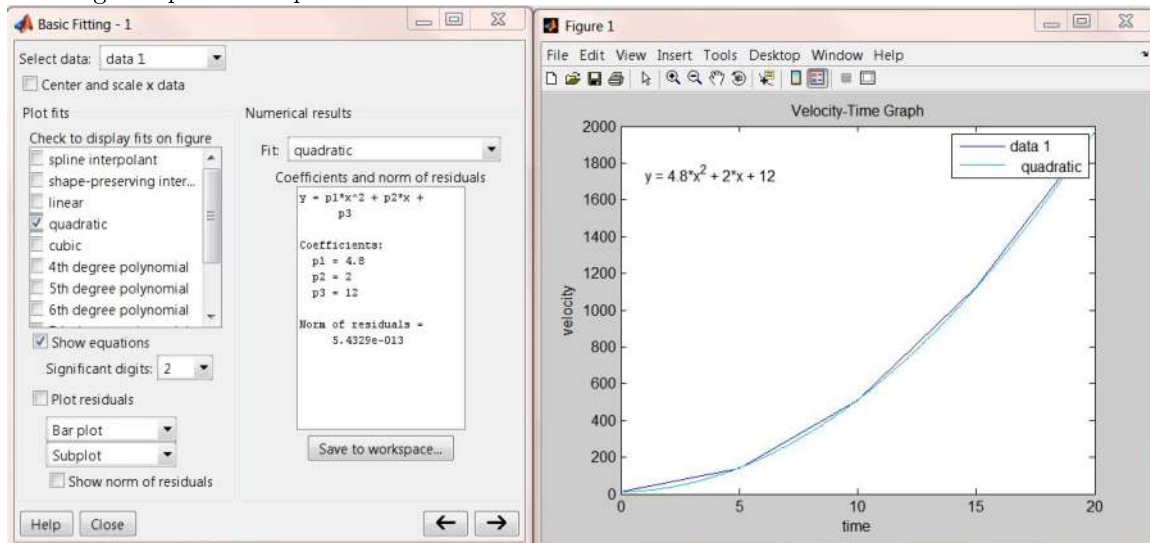 Basic Fitting - 1
Select data: data 1
Center and scale x data
Plot fits
Check to display fits on figure
spline interpolant
shape-preserving inter...
linear
quadratic
cubic
4th degree polynomial
5th degree polynomial
6th degree polynomial
Show equations
Significant digits: 2
Plot residuals
Bar plot
Subplot
Show norm of residuals
Help Close
Numerical results
Fit: quadratic
Coefficients and norm of residuals
y = p1*x^2 + p2*x +
p3
Coefficients:
p1 = 4.8
p2 = 2
p3 = 12
Norm of residuals =
5.4329e-013
Save to workspace...
Figure 1
File Edit View Insert Tools Desktop Window Help
Velocity-Time Graph
data 1
quadratic
y = 4.8*x² + 2*x + 12
velocity
2000
1800
1600
1400
1200
1000
800
600
400
200
0
0 5 10 15 20
time